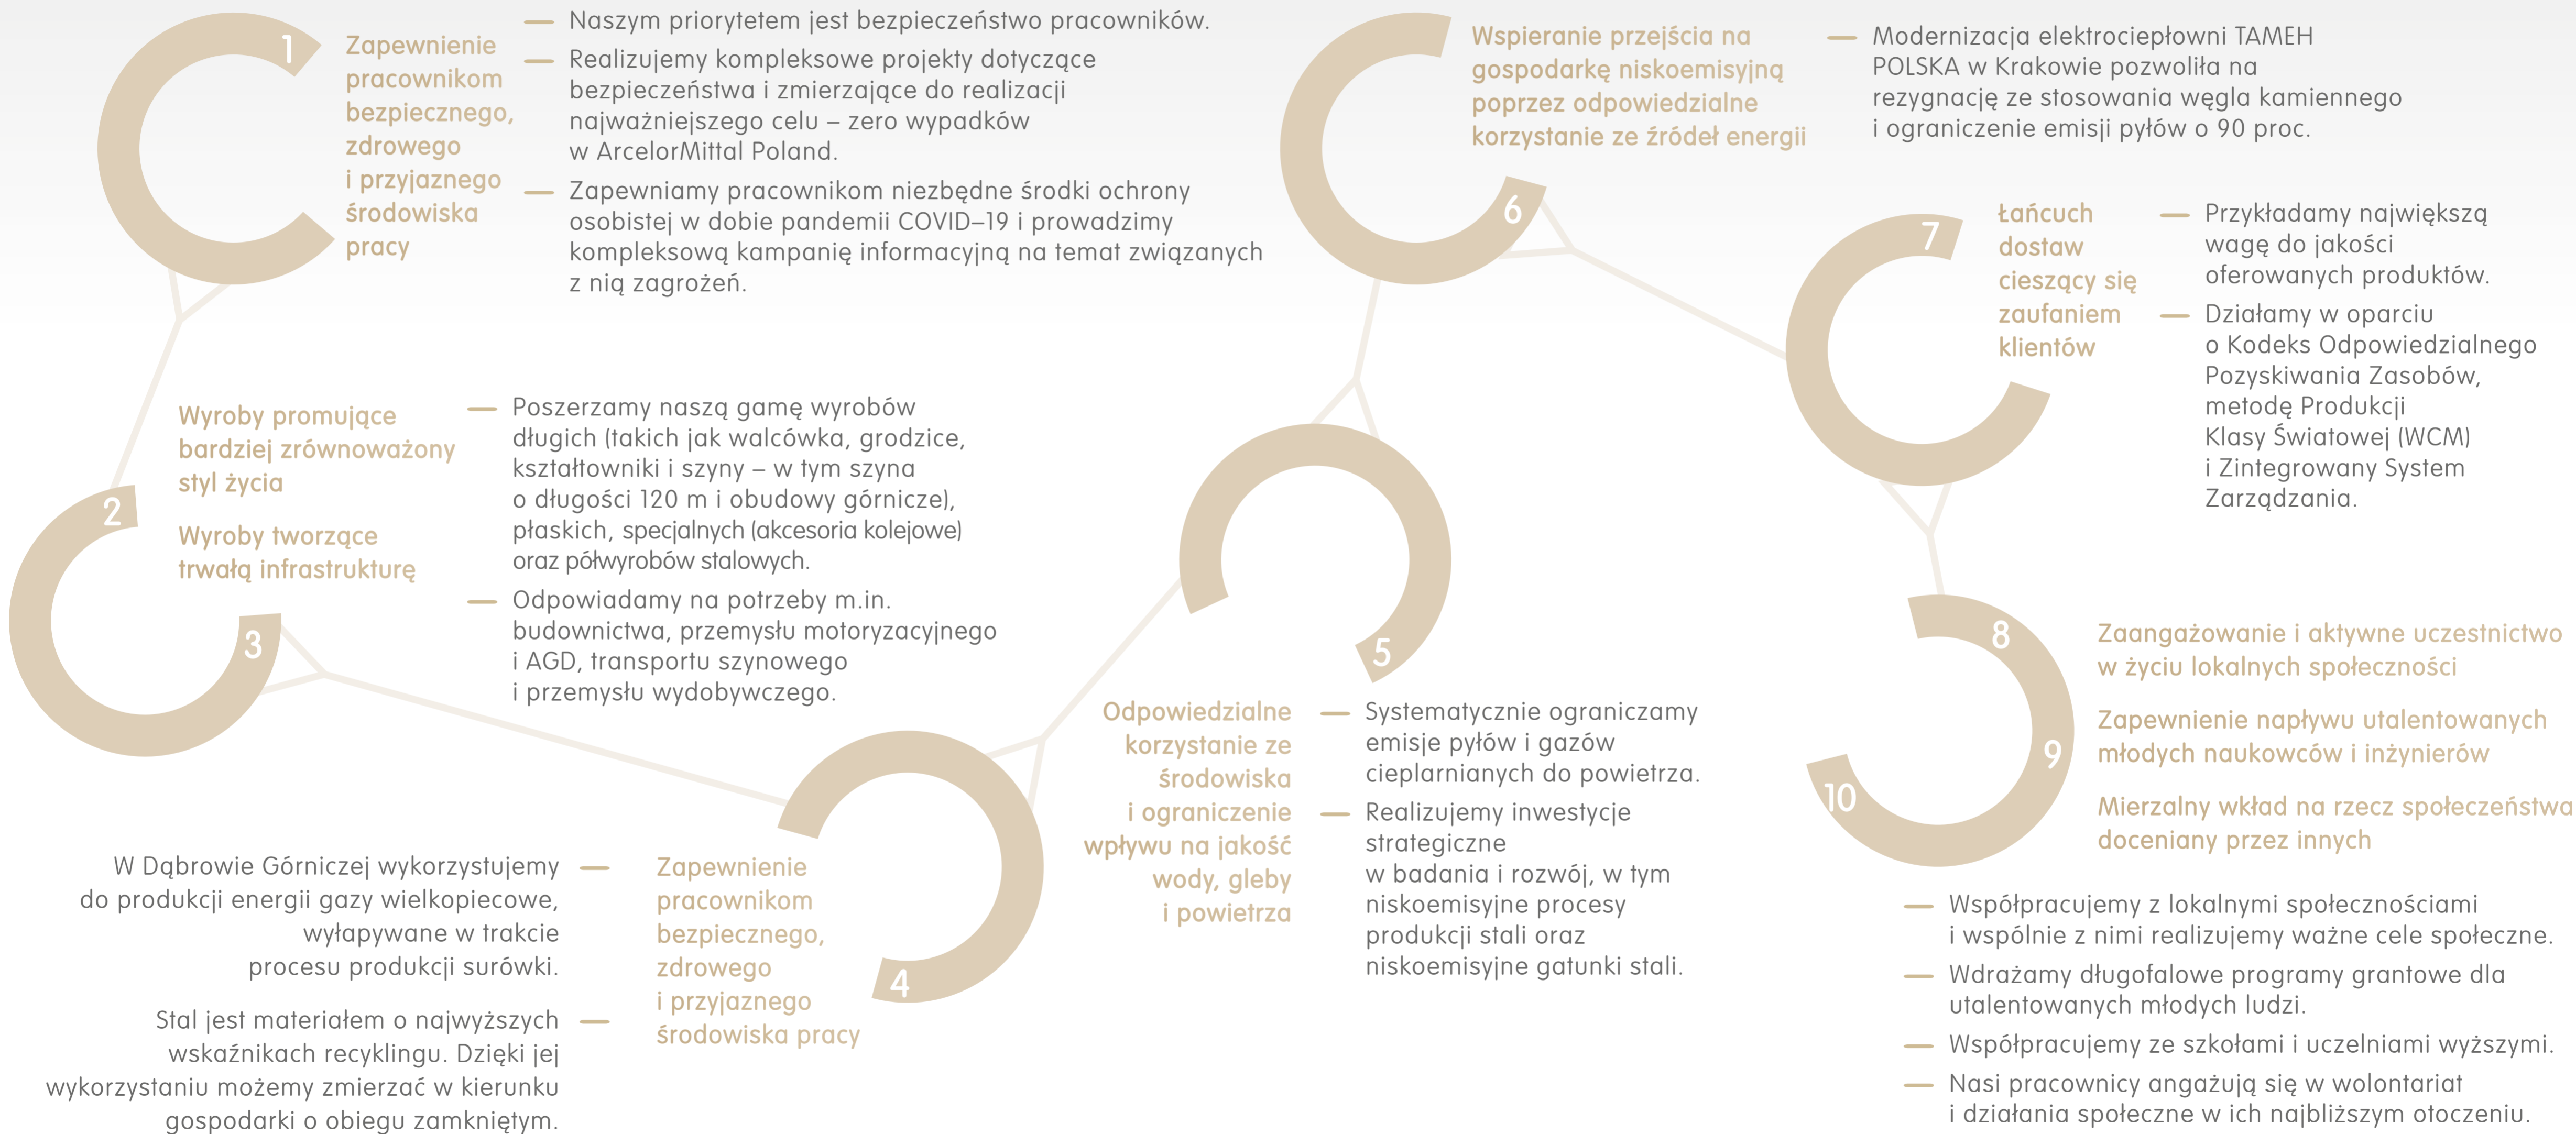 1
Zapewnienie
pracownikom
bezpiecznego,
zdrowego
i przyjaznego
środowiska
pracy
— Naszym priorytetem jest bezpieczeństwo pracowników.
— Realizujemy kompleksowe projekty dotyczące
bezpieczeństwa i zmierzające do realizacji
najważniejszego celu – zero wypadków
w ArcelorMittal Poland.
— Zapewniamy pracownikom niezbędne środki ochrony
osobistej w dobie pandemii COVID–19 i prowadzimy
kompleksową kampanię informacyjną na temat związanych
z nią zagrożeń.
2
Wyroby promujące
bardziej zrównoważony
styl życia
3
Wyroby tworzące
trwałą infrastrukturę
— Poszerzamy naszą gamę wyrobów
długich (takich jak walcówka, grodzice,
kształtowniki i szyny – w tym szyna
o długości 120 m i obudowy górnicze),
płaskich, specjalnych (akcesoria kolejowe)
oraz półwyrobów stalowych.
— Odpowiadamy na potrzeby m.in.
budownictwa, przemysłu motoryzacyjnego
i AGD, transportu szynowego
i przemysłu wydobywczego.
4
Zapewnienie
pracownikom
bezpiecznego,
zdrowego
i przyjaznego
środowiska pracy
W Dąbrowie Górniczej wykorzystujemy —
do produkcji energii gazy wielkopiecowe,
wyłapywane w trakcie
procesu produkcji surówki.
Stal jest materiałem o najwyższych —
wskaźnikach recyklingu. Dzięki jej
wykorzystaniu możemy zmierzać w kierunku
gospodarki o obiegu zamkniętym.
5
Odpowiedzialne
korzystanie ze
środowiska
i ograniczenie
wpływu na jakość
wody, gleby
i powietrza
— Systematycznie ograniczamy
emisje pyłów i gazów
cieplarnianych do powietrza.
— Realizujemy inwestycje
strategiczne
w badania i rozwój, w tym
niskoemisyjne procesy
produkcji stali oraz
niskoemisyjne gatunki stali.
6
Wspieranie przejścia na
gospodarkę niskoemisyjną
poprzez odpowiedzialne
korzystanie ze źródeł energii
— Modernizacja elektrociepłowni TAMEH
POLSKA w Krakowie pozwoliła na
rezygnację ze stosowania węgla kamiennego
i ograniczenie emisji pyłów o 90 proc.
7
Łańcuch
dostaw
cieszący się
zaufaniem
klientów
— Przykładamy największą
wagę do jakości
oferowanych produktów.
— Działamy w oparciu
o Kodeks Odpowiedzialnego
Pozyskiwania Zasobów,
metodę Produkcji
Klasy Światowej (WCM)
i Zintegrowany System
Zarządzania.
8
Zaangażowanie i aktywne uczestnictwo
w życiu lokalnych społeczności
9
Zapewnienie napływu utalentowanych
młodych naukowców i inżynierów
10
Mierzalny wkład na rzecz społeczeństwa
doceniany przez innych
— Współpracujemy z lokalnymi społecznościami
i wspólnie z nimi realizujemy ważne cele społeczne.
— Wdrażamy długofalowe programy grantowe dla
utalentowanych młodych ludzi.
— Współpracujemy ze szkołami i uczelniami wyższymi.
— Nasi pracownicy angażują się w wolontariat
i działania społeczne w ich najbliższym otoczeniu.